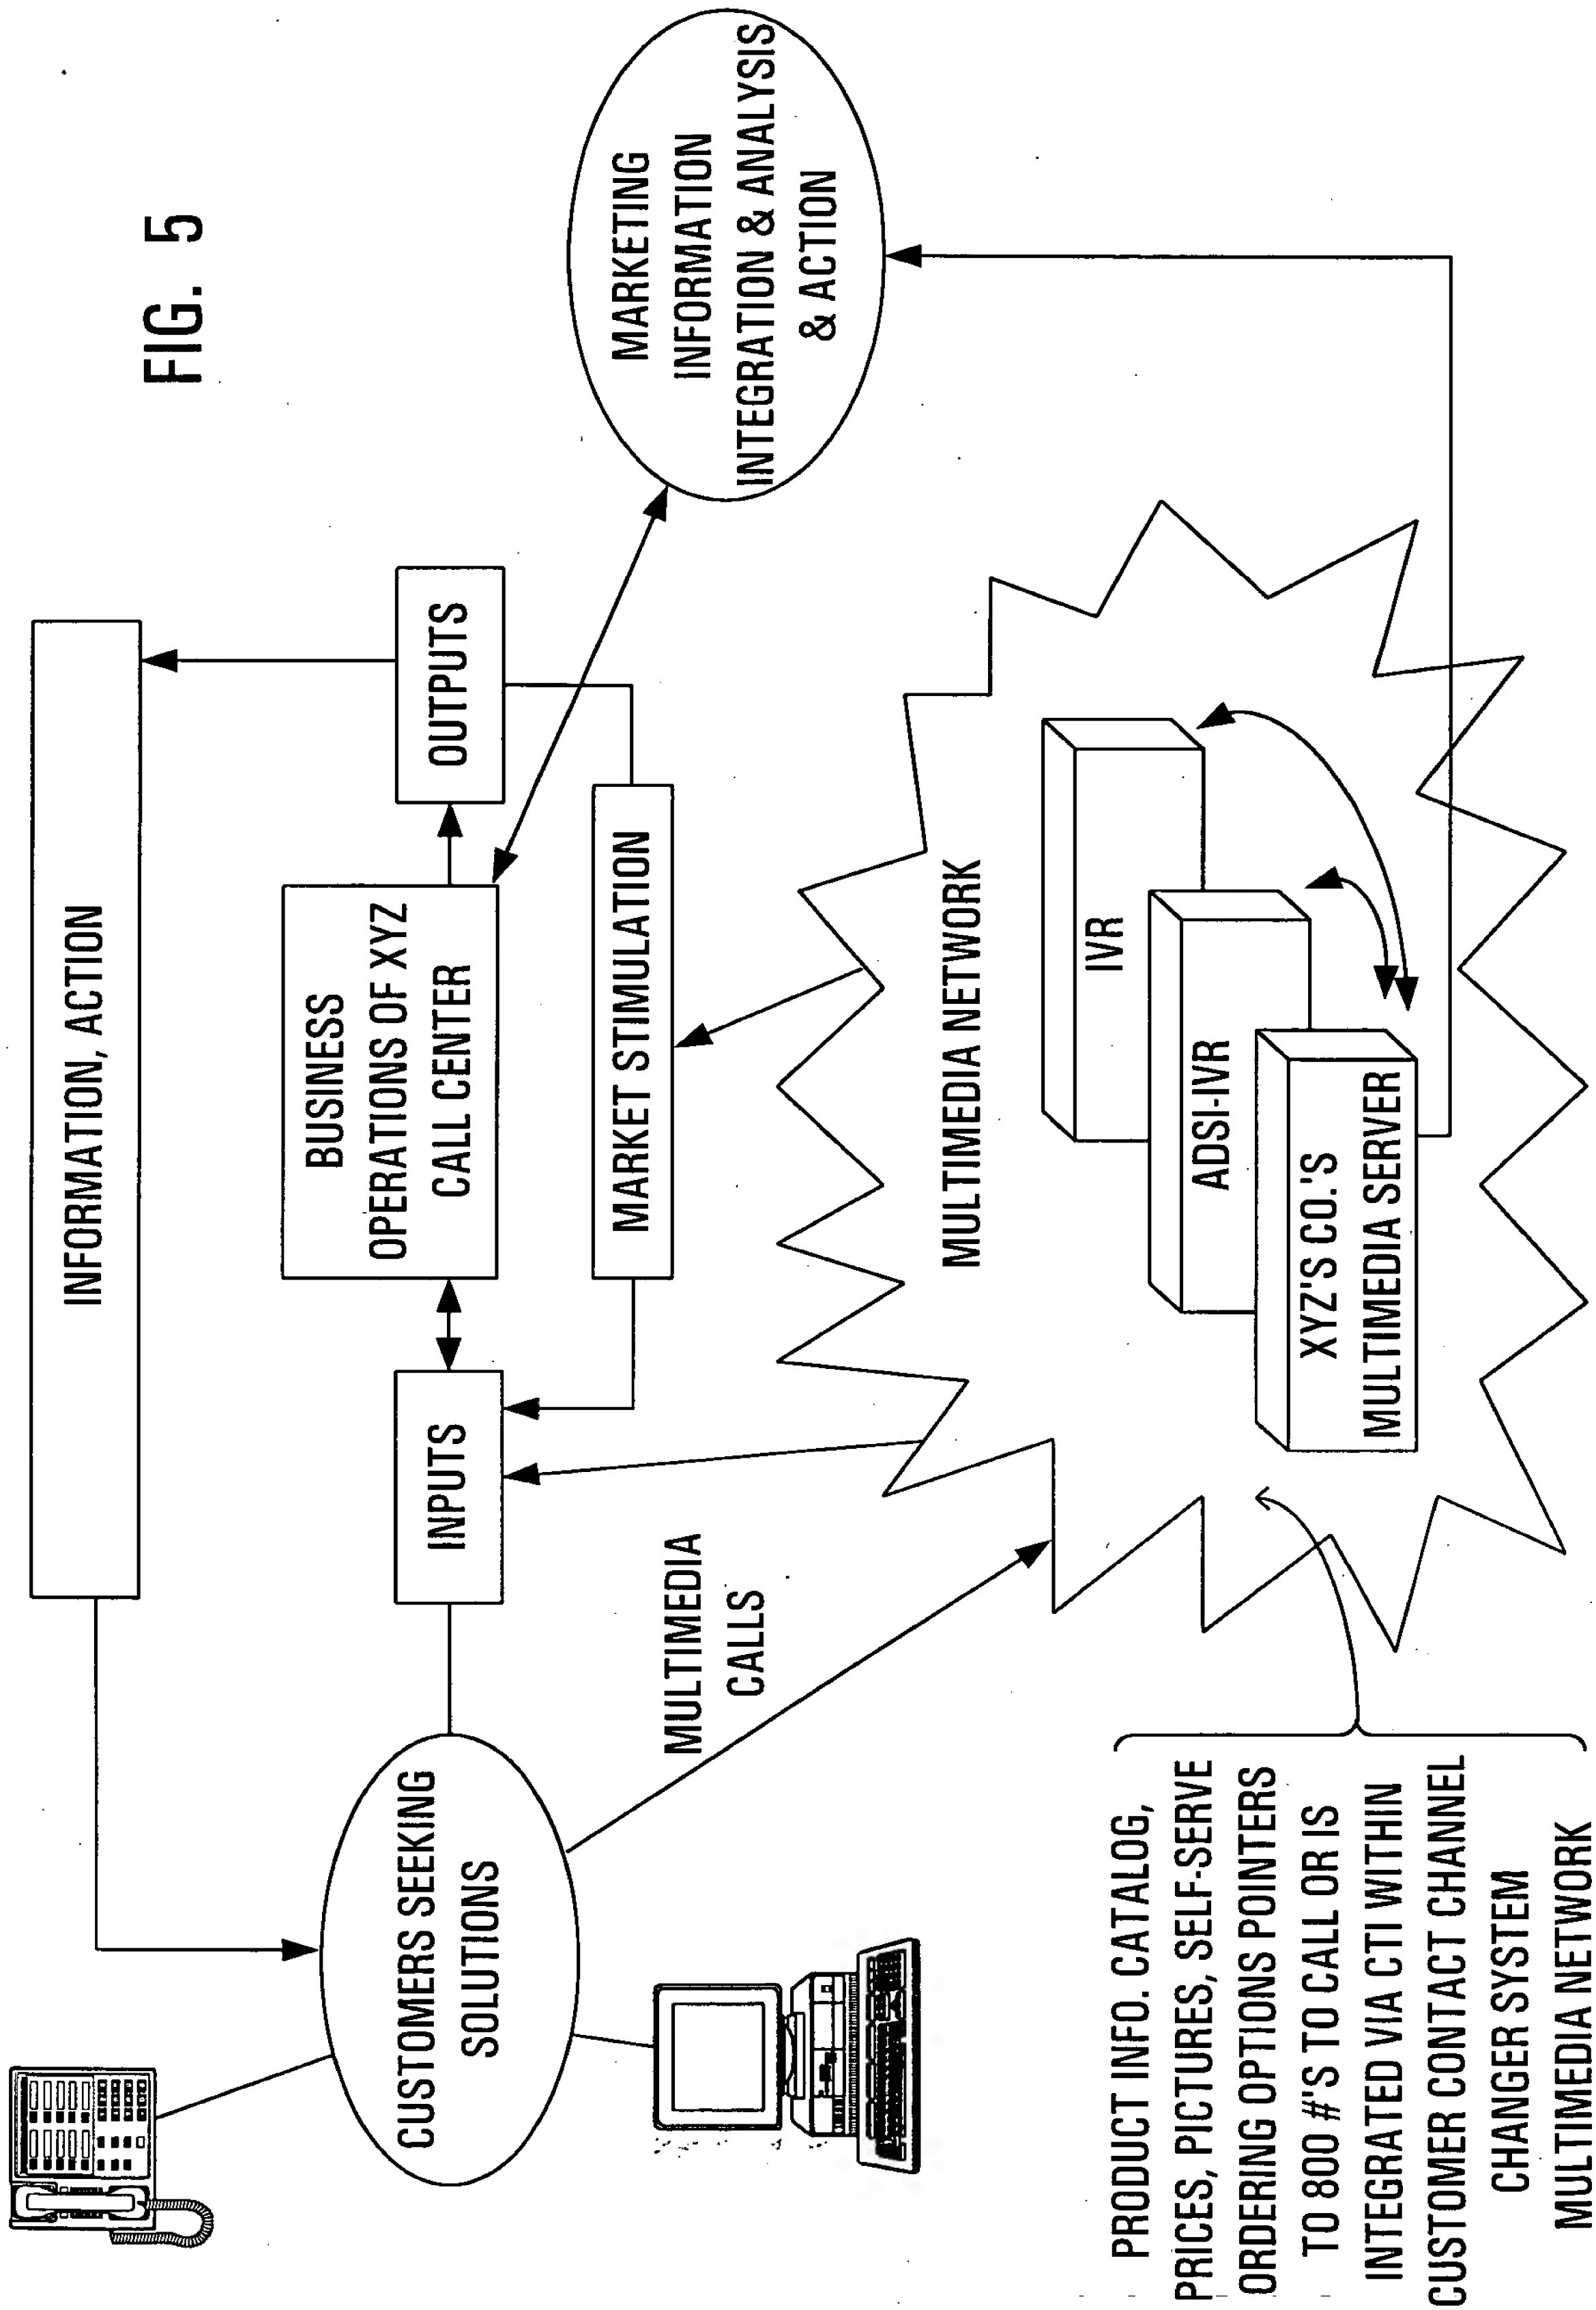 FIG. 5
INFORMATION, ACTION
BUSINESS
OPERATIONS OF XYZ
CALL CENTER
INPUTS
OUTPUTS
MARKET STIMULATION
CUSTOMERS SEEKING
SOLUTIONS
MULTIMEDIA
CALLS
MARKETING
INFORMATION
INTEGRATION & ANALYSIS
& ACTION
MULTIMEDIA NETWORK
IVR
ADSI-IVR
XYZ'S CO.'S
MULTIMEDIA SERVER
PRODUCT INFO. CATALOG,
PRICES, PICTURES, SELF-SERVE
ORDERING OPTIONS POINTERS
TO 800 #'S TO CALL OR IS
INTEGRATED VIA CTI WITHIN
CUSTOMER CONTACT CHANNEL
CHANGER SYSTEM
MULTIMEDIA NETWORK